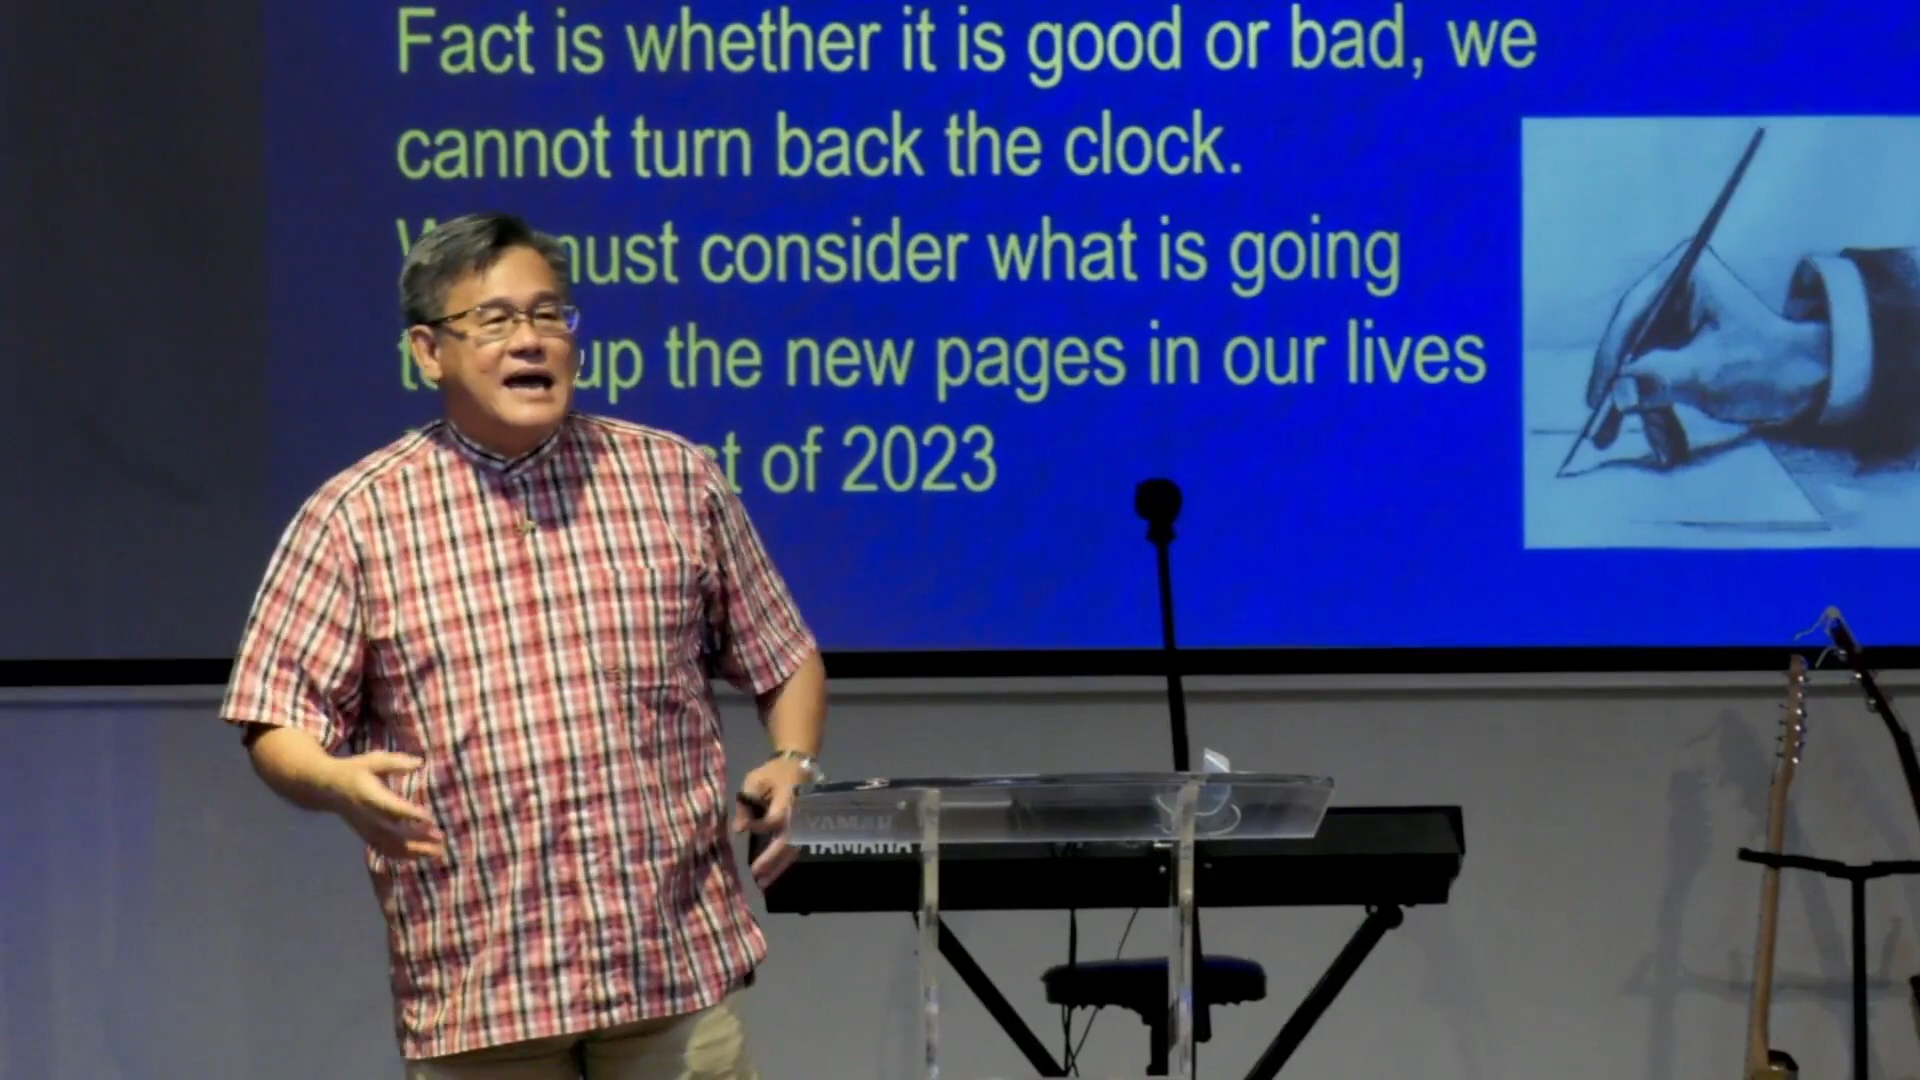 Fact is whether it is good or bad, we
cannot turn back the clock.
must consider what is going
up the new pages in our lives
of 2023
YAMAHA